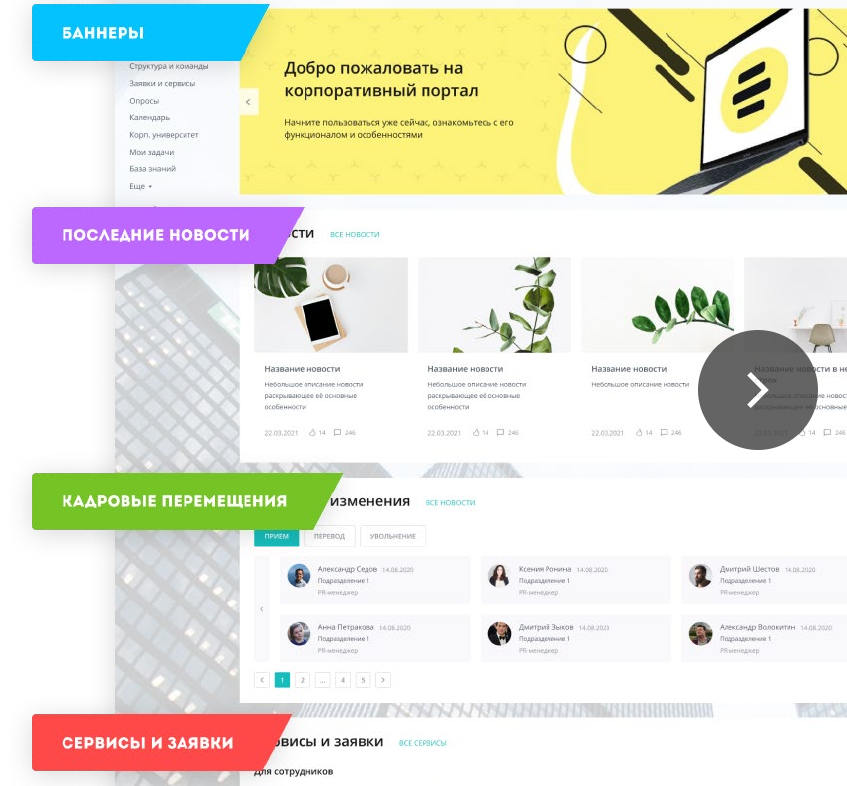 БАННЕРЫ
Структура и команды
Заявки и сервисы
Опросы
Календарь
Корп. университет
Мои задачи
База знаний
Еще
Добро пожаловать на
корпоративный портал
Начните пользоваться уже сейчас, ознакомьтесь с его
функционалом и особенностями
ПОСЛЕДНИЕ НОВОСТИ
сти ВСЕ НОВОСТИ
Название новости
Небольшое описание новости
раскрывающее её основные
особенности
22.03.2021 14 246
Название новости
Небольшое описание новости
раскрывающее её основные
особенности
22.03.2021 14 246
Название новости
Небольшое описание новости
22.03.2021 14 246
Название новости в не
14 246
КАДРОВЫЕ ПЕРЕМЕЩЕНИЯ
изменения ВСЕ НОВОСТИ
ПРИЕМ ПЕРЕВОД УВОЛЬНЕНИЕ
Александр Седов 14.08.2020
Подразделение 1
PR-менеджер
Ксения Ронина 14.08.2020
Подразделение 1
PR-менеджер
Дмитрий Шестов 14.08.2020
Подразделение 1
PR-менеджер
Анна Петракова 14.08.2020
Подразделение 1
PR-менеджер
Дмитрий Зыков 14.08.2020
Подразделение 1
PR-менеджер
Александр Волокитин 14.08.2020
Подразделение 1
PR-менеджер
1 2 ... 4 5
СЕРВИСЫ И ЗАЯВКИ
рвисы и заявки ВСЕ СЕРВИСЫ
Для сотрудников